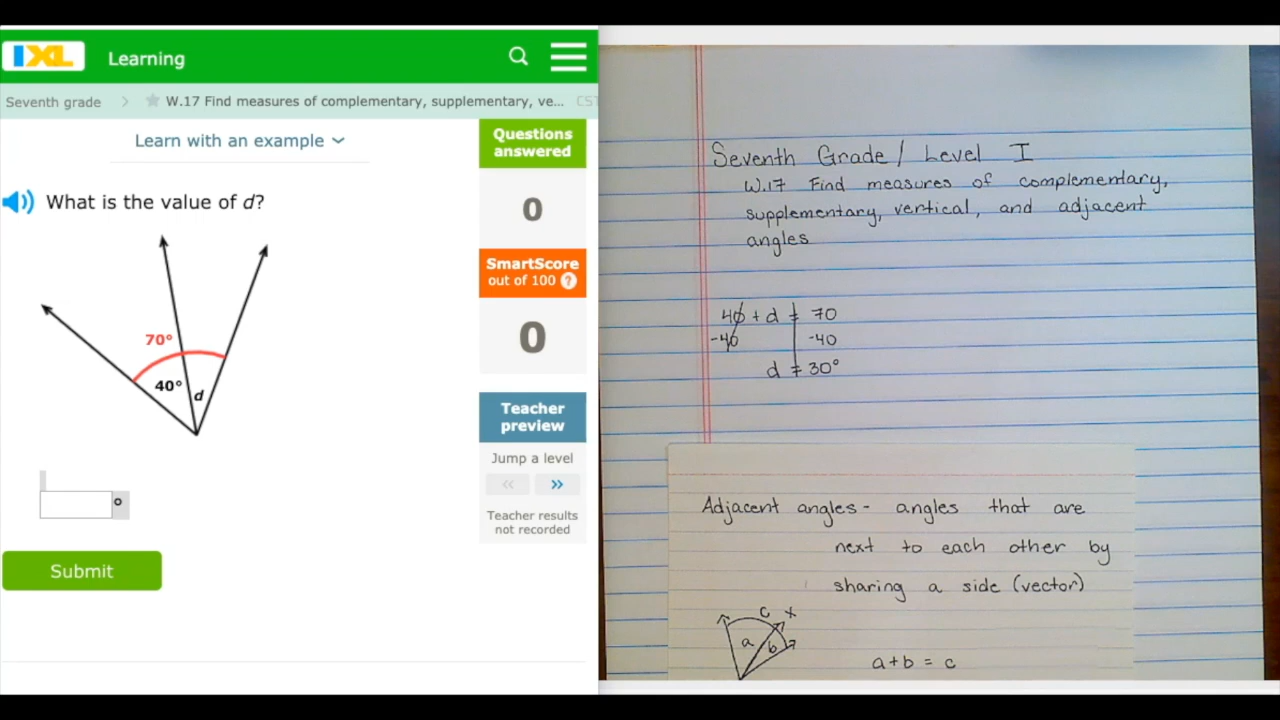 IXL Learning
Seventh grade > W.17 Find measures of complementary, supplementary, ve...
Learn with an example
What is the value of d?
70°
40°
d
°
Submit
Questions
answered
0
SmartScore
out of 100 ?
0
Teacher
preview
Jump a level
<< >>
Teacher results
not recorded
Seventh Grade / Level I
W.17 Find measures of complementary,
supplementary, vertical, and adjacent
angles
40 + d = 70
-40 -40
d = 30°
Adjacent angles - angles that are
next to each other by
sharing a side (vector)
c x
a b
a + b = c